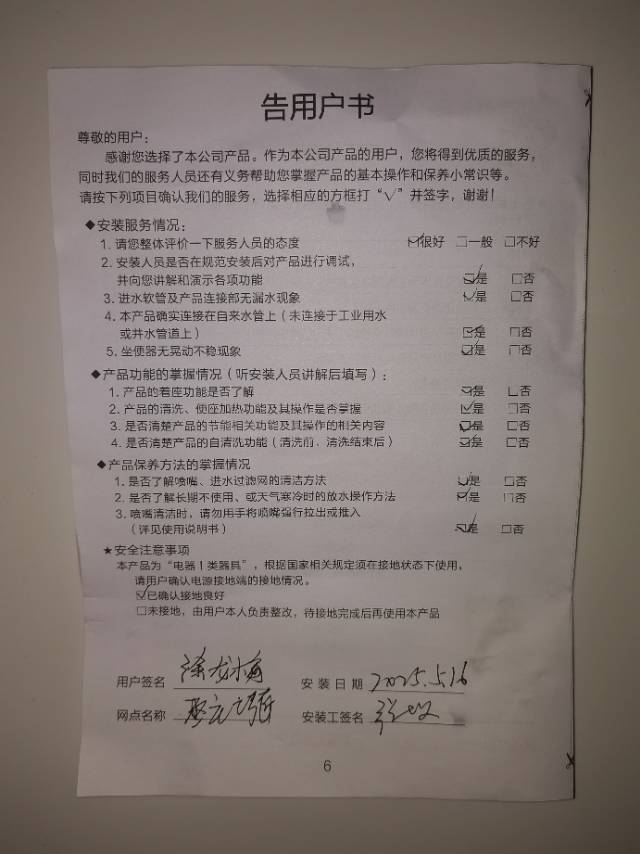 告用户书
尊敬的用户：
感谢您选择了本公司产品。作为本公司产品的用户，您将得到优质的服务，
同时我们的服务人员还有义务帮助您掌握产品的基本操作和保养小常识等。
请按下列项目确认我们的服务，选择相应的方框打“√”并签字，谢谢！
◆安装服务情况：
1. 请您整体评价一下服务人员的态度 ☑很好 □一般 □不好
2. 安装人员是否在规范安装后对产品进行调试，
并向您讲解和演示各项功能 ☑是 □否
3. 进水软管及产品连接部无漏水现象 ☑是 □否
4. 本产品确实连接在自来水管上（未连接于工业用水
或井水管道上） ☑是 □否
5. 坐便器无晃动不稳现象 ☑是 □否
◆产品功能的掌握情况（听安装人员讲解后填写）：
1. 产品的着座功能是否了解 ☑是 □否
2. 产品的清洗、便座加热功能及其操作是否掌握 ☑是 □否
3. 是否清楚产品的节能相关功能及其操作的相关内容 ☑是 □否
4. 是否清楚产品的自清洗功能（清洗前、清洗结束后） ☑是 □否
◆产品保养方法的掌握情况
1. 是否了解喷嘴、进水过滤网的清洁方法 ☑是 □否
2. 是否了解长期不使用、或天气寒冷时的放水操作方法 ☑是 □否
3. 喷嘴清洁时，请勿用手将喷嘴强行拉出或推入
（详见使用说明书） ☑是 □否
★安全注意事项
本产品为“电器Ⅰ类器具”，根据国家相关规定须在接地状态下使用。
请用户确认电源接地端的接地情况。
☑已确认接地良好
□未接地，由用户本人负责整改，待接地完成后再使用本产品
用户签名 安装日期 2025.5.16
网点名称 安装工签名
6